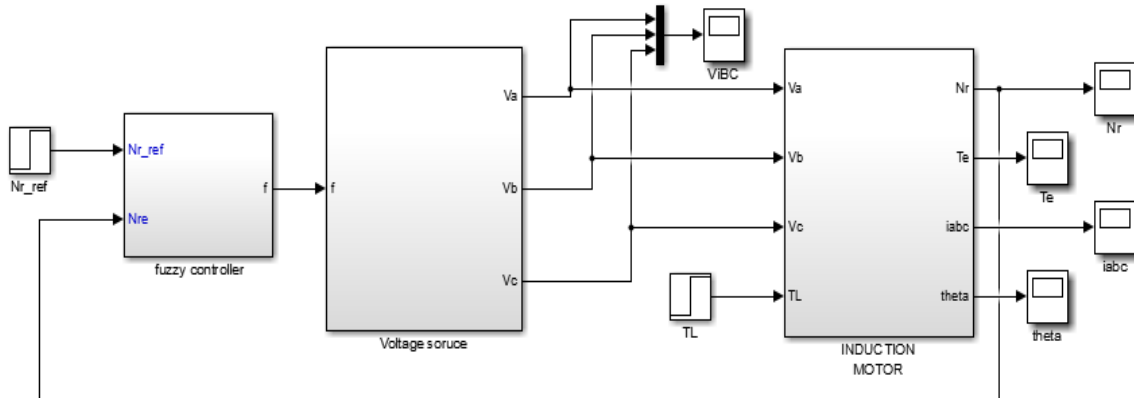 Nr_ref
Nr_ref
Nre
f
fuzzy controller
f
Va
Vb
Vc
Voltage soruce
ViBC
TL
Va
Vb
Vc
TL
Nr
Te
iabc
theta
INDUCTION
MOTOR
Nr
Te
iabc
theta